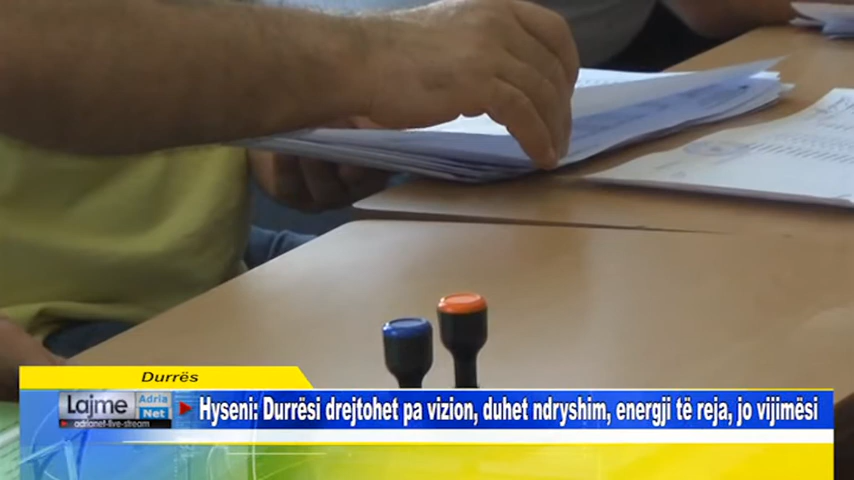 Durrës
Lajme Adria Net
adrianet-live-stream
Hyseni: Durrësi drejtohet pa vizion, duhet ndryshim, energji të reja, jo vijimësi